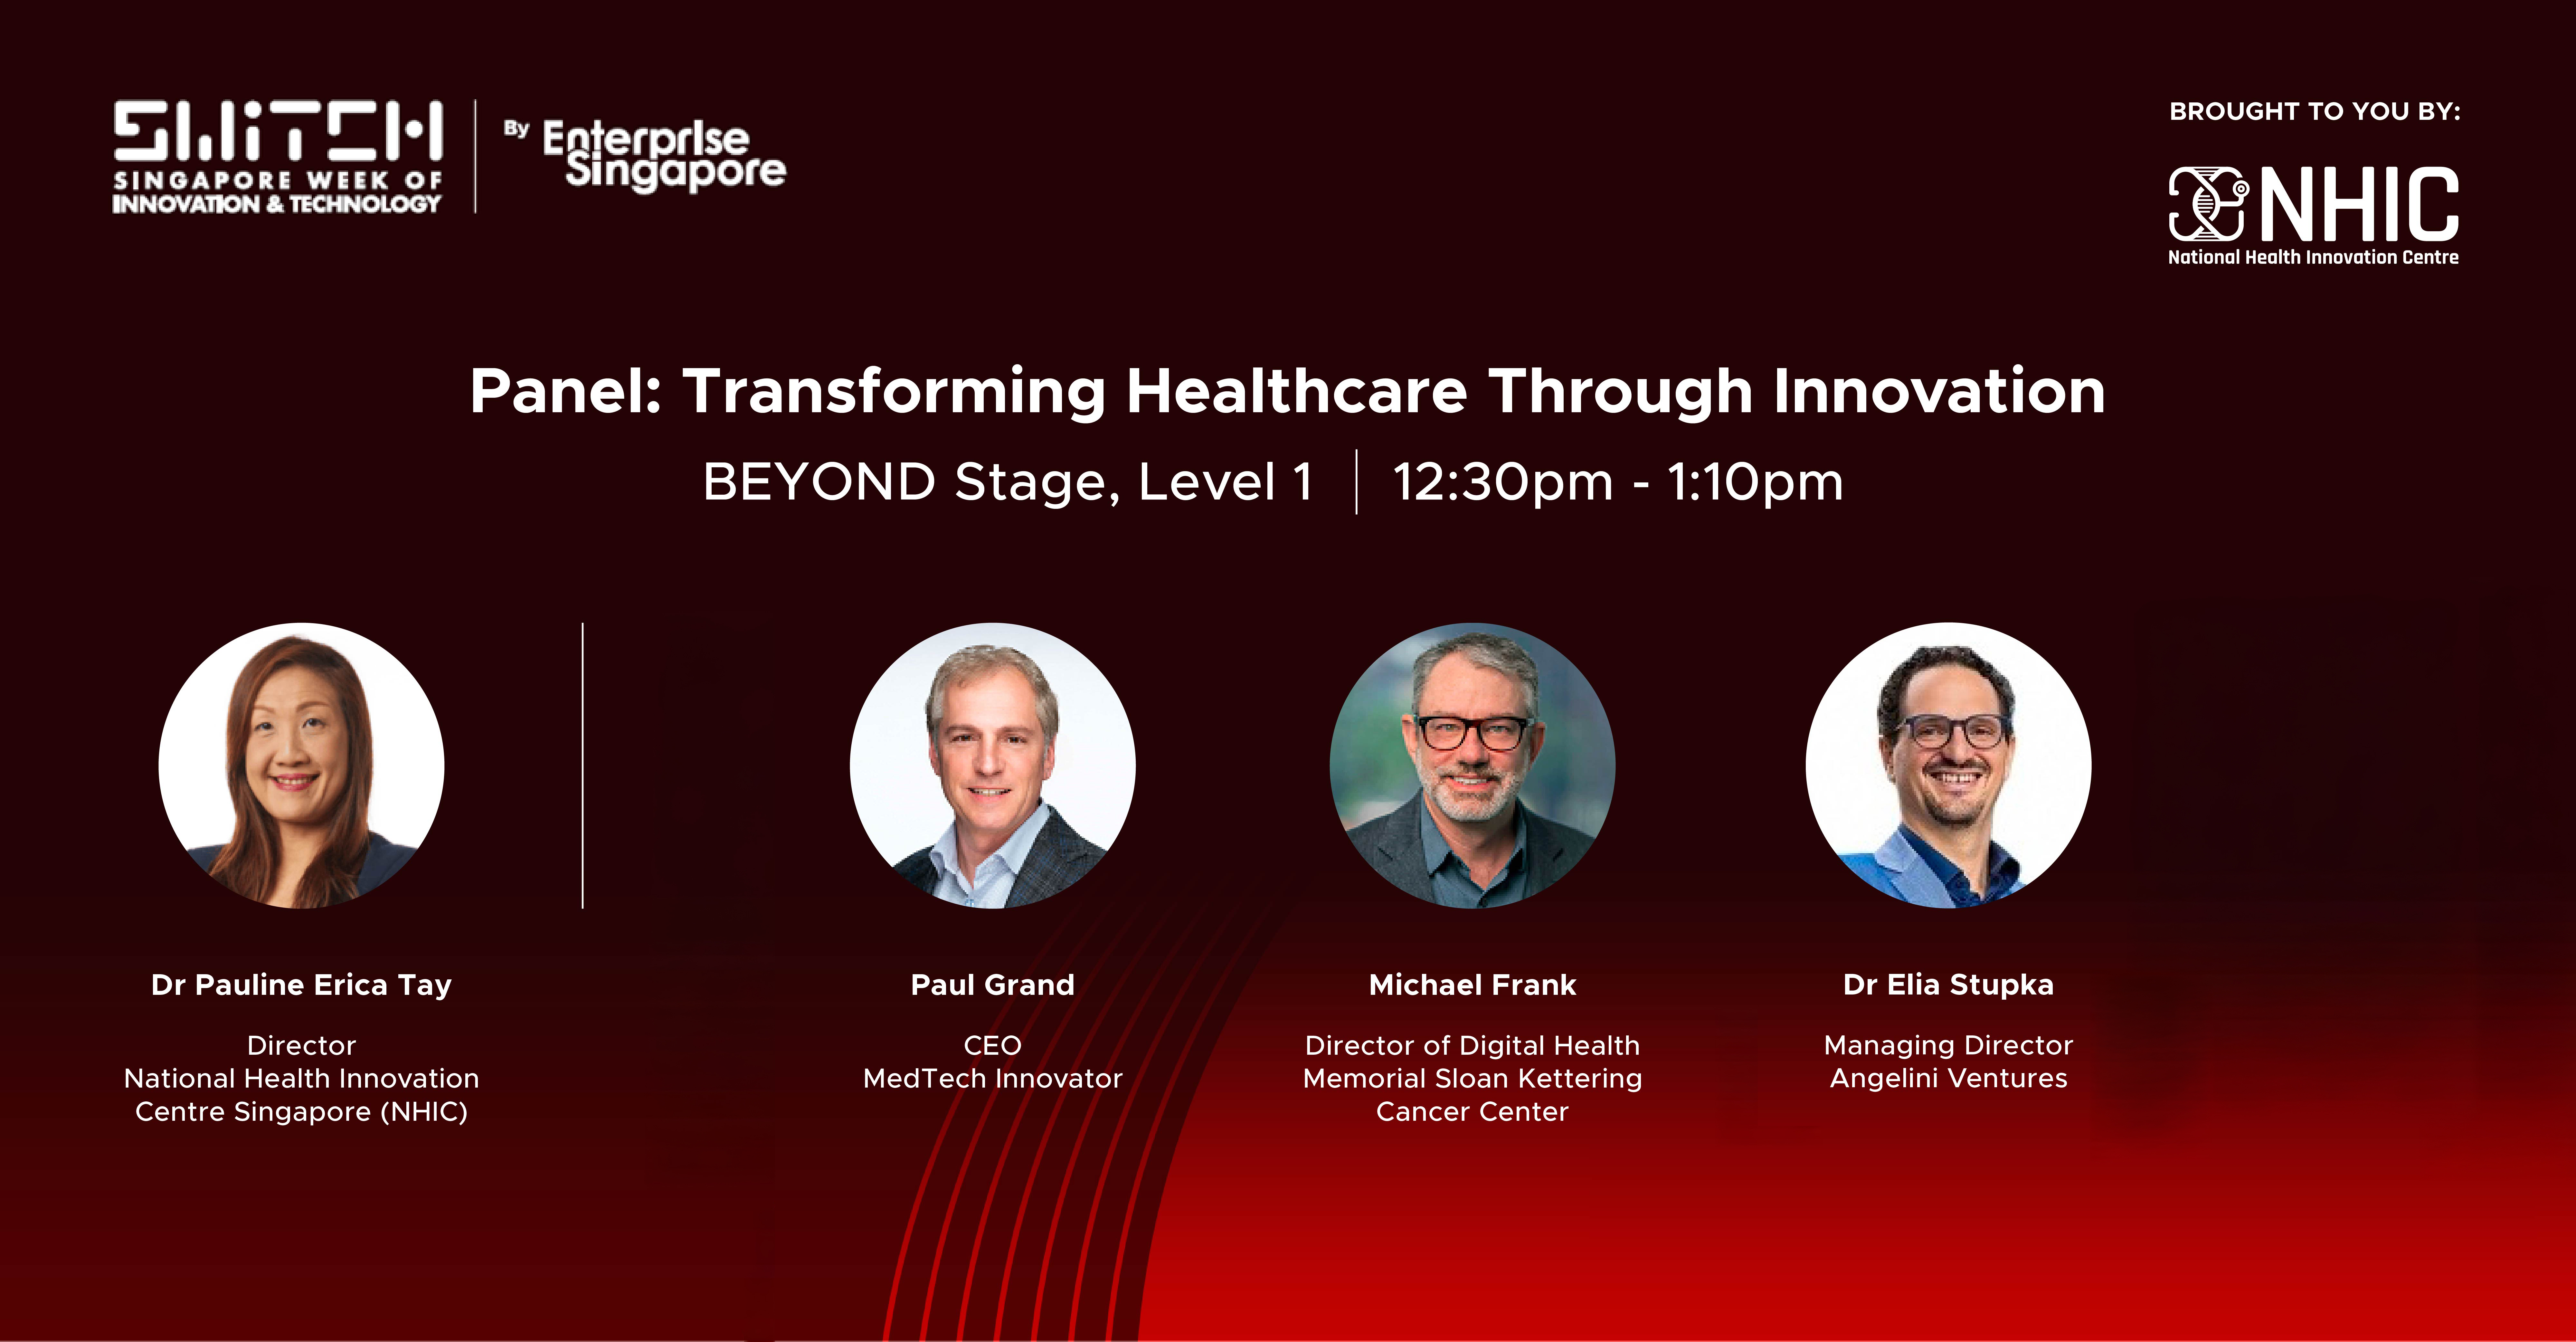 SWITCH
SINGAPORE WEEK OF
INNOVATION & TECHNOLOGY
By EnterprIse
Singapore
BROUGHT TO YOU BY:
NHIC
National Health Innovation Centre
Panel: Transforming Healthcare Through Innovation
BEYOND Stage, Level 1 | 12:30pm - 1:10pm
Dr Pauline Erica Tay
Director
National Health Innovation
Centre Singapore (NHIC)
Paul Grand
CEO
MedTech Innovator
Michael Frank
Director of Digital Health
Memorial Sloan Kettering
Cancer Center
Dr Elia Stupka
Managing Director
Angelini Ventures